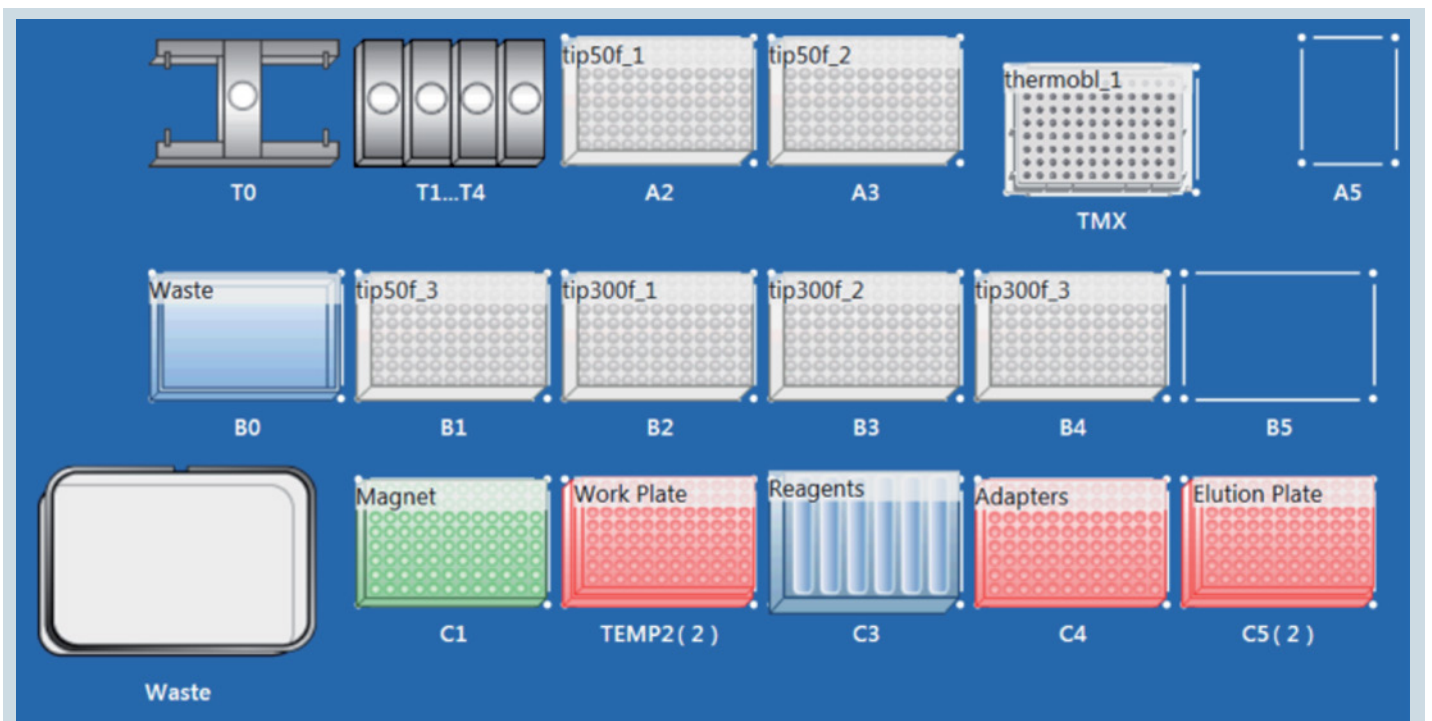 tip50f_1
tip50f_2
thermobl_1
T0
T1...T4
A2
A3
TMX
A5
Waste
tip50f_3
tip300f_1
tip300f_2
tip300f_3
B0
B1
B2
B3
B4
B5
Magnet
Work Plate
Reagents
Adapters
Elution Plate
C1
TEMP2( 2 )
C3
C4
C5( 2 )
Waste